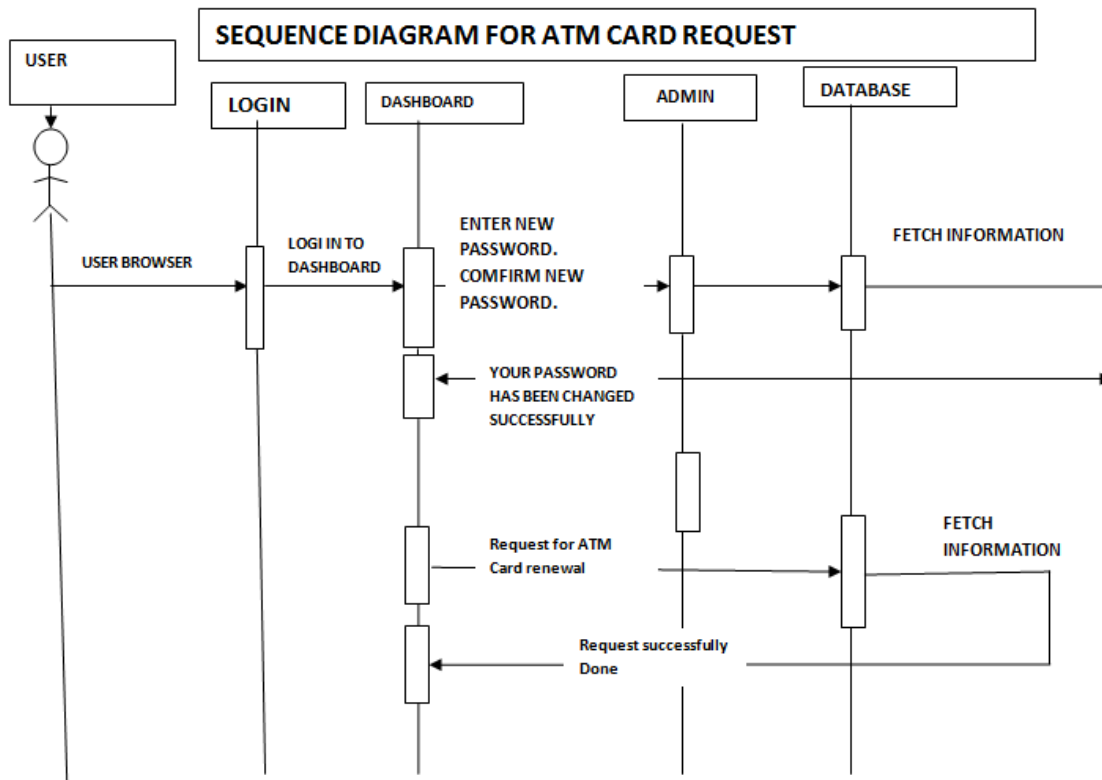 SEQUENCE DIAGRAM FOR ATM CARD REQUEST
USER
LOGIN
DASHBOARD
ADMIN
DATABASE
USER BROWSER
LOGI IN TO
DASHBOARD
ENTER NEW
PASSWORD.
COMFIRM NEW
PASSWORD.
FETCH INFORMATION
YOUR PASSWORD
HAS BEEN CHANGED
SUCCESSFULLY
Request for ATM
Card renewal
FETCH
INFORMATION
Request successfully
Done